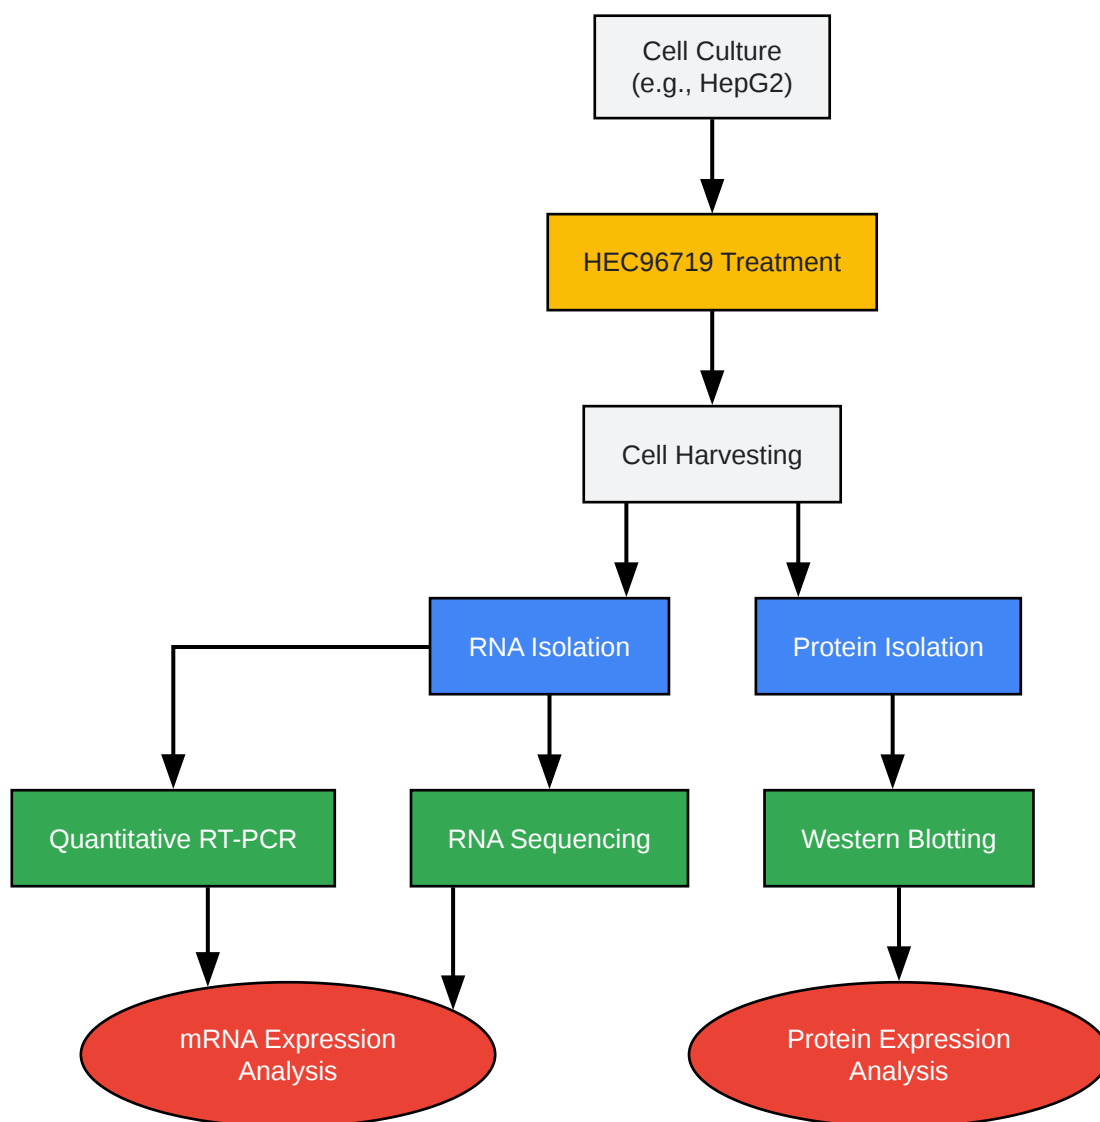 Cell Culture
(e.g., HepG2)
HEC96719 Treatment
Cell Harvesting
RNA Isolation
Protein Isolation
Quantitative RT-PCR
RNA Sequencing
Western Blotting
mRNA Expression
Analysis
Protein Expression
Analysis